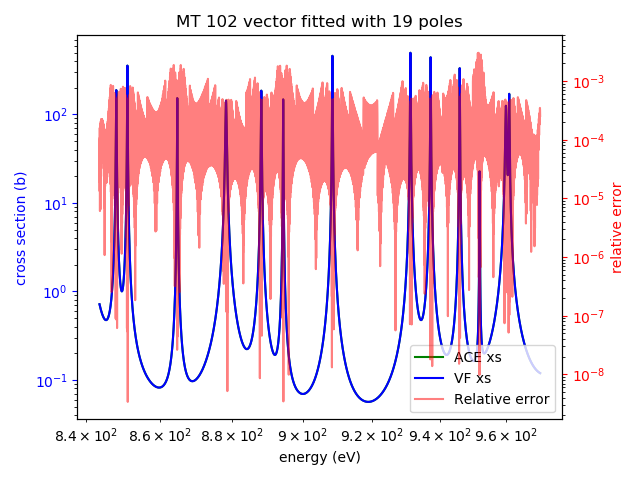 MT 102 vector fitted with 19 poles
cross section (b)
10²
10¹
10⁰
10⁻¹
10⁻³
10⁻⁴
10⁻⁵
10⁻⁶
10⁻⁷
10⁻⁸
relative error
ACE xs
VF xs
Relative error
8.4 × 10² 8.6 × 10² 8.8 × 10² 9 × 10² 9.2 × 10² 9.4 × 10² 9.6 × 10²
energy (eV)